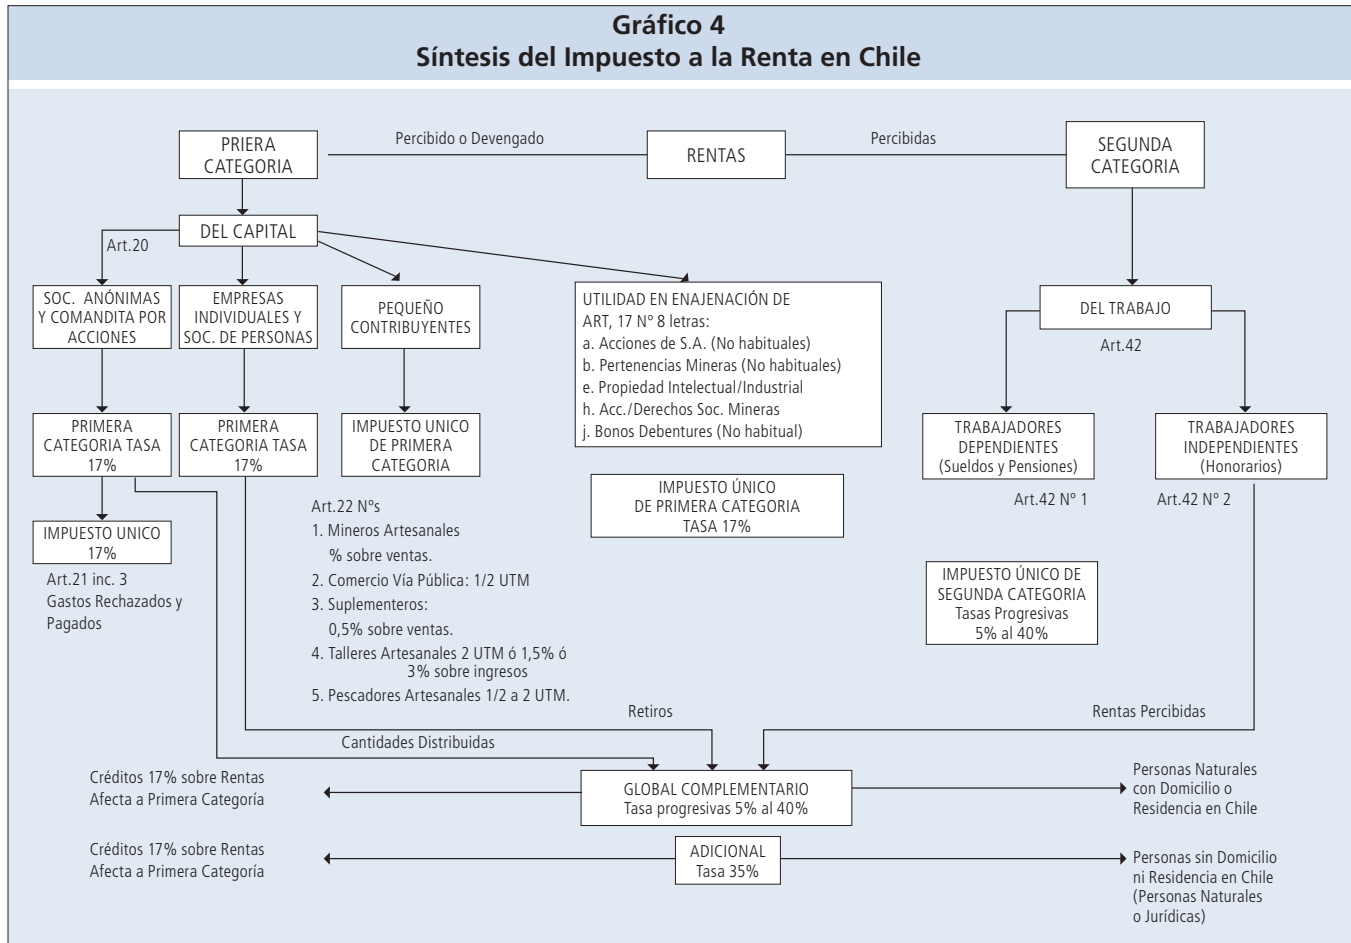 Gráfico 4
Síntesis del Impuesto a la Renta en Chile
PRIERA
CATEGORIA
Percibido o Devengado
RENTAS
Percibidas
SEGUNDA
CATEGORIA
DEL CAPITAL
Art.20
SOC. ANÓNIMAS
Y COMANDITA POR
ACCIONES
EMPRESAS
INDIVIDUALES Y
SOC. DE PERSONAS
PEQUEÑO
CONTRIBUYENTES
UTILIDAD EN ENAJENACIÓN DE
ART, 17 Nº 8 letras:
a. Acciones de S.A. (No habituales)
b. Pertenencias Mineras (No habituales)
e. Propiedad Intelectual/Industrial
h. Acc./Derechos Soc. Mineras
j. Bonos Debentures (No habitual)
DEL TRABAJO
Art.42
PRIMERA
CATEGORIA TASA
17%
PRIMERA
CATEGORIA TASA
17%
IMPUESTO UNICO
DE PRIMERA
CATEGORIA
TRABAJADORES
DEPENDIENTES
(Sueldos y Pensiones)
TRABAJADORES
INDEPENDIENTES
(Honorarios)
Art.42 Nº 1
Art.42 Nº 2
IMPUESTO UNICO
17%
Art.21 inc. 3
Gastos Rechazados y
Pagados
Art.22 Nºs
1. Mineros Artesanales
% sobre ventas.
2. Comercio Vía Pública: 1/2 UTM
3. Suplementeros:
0,5% sobre ventas.
4. Talleres Artesanales 2 UTM ó 1,5% ó
3% sobre ingresos
5. Pescadores Artesanales 1/2 a 2 UTM.
IMPUESTO ÚNICO
DE PRIMERA CATEGORIA
TASA 17%
IMPUESTO ÚNICO DE
SEGUNDA CATEGORIA
Tasas Progresivas
5% al 40%
Retiros
Rentas Percibidas
Cantidades Distribuidas
Créditos 17% sobre Rentas
Afecta a Primera Categoría
GLOBAL COMPLEMENTARIO
Tasa progresivas 5% al 40%
Personas Naturales
con Domicilio o
Residencia en Chile
Créditos 17% sobre Rentas
Afecta a Primera Categoría
ADICIONAL
Tasa 35%
Personas sin Domicilio
ni Residencia en Chile
(Personas Naturales
o Jurídicas)